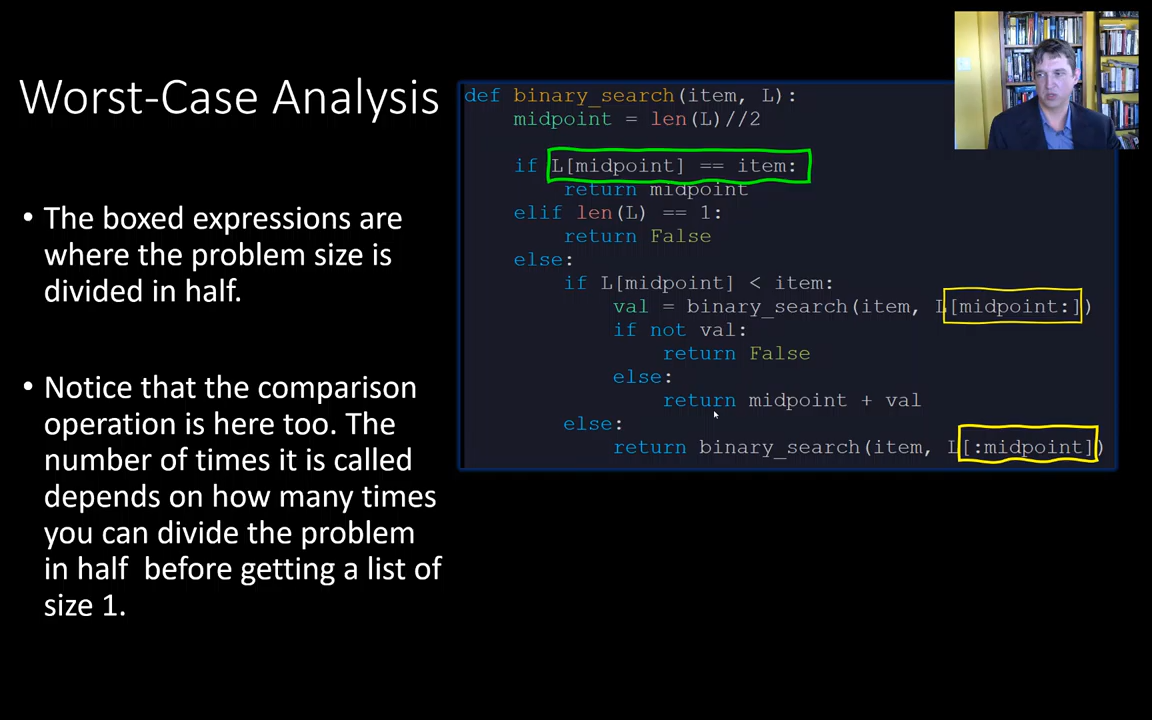 Worst-Case Analysis
• The boxed expressions are
where the problem size is
divided in half.
• Notice that the comparison
operation is here too. The
number of times it is called
depends on how many times
you can divide the problem
in half  before getting a list of
size 1.
def binary_search(item, L):
    midpoint = len(L)//2
    if L[midpoint] == item:
        return midpoint
    elif len(L) == 1:
        return False
    else:
        if L[midpoint] < item:
            val = binary_search(item, L[midpoint:])
            if not val:
                return False
            else:
                return midpoint + val
        else:
            return binary_search(item, L[:midpoint])